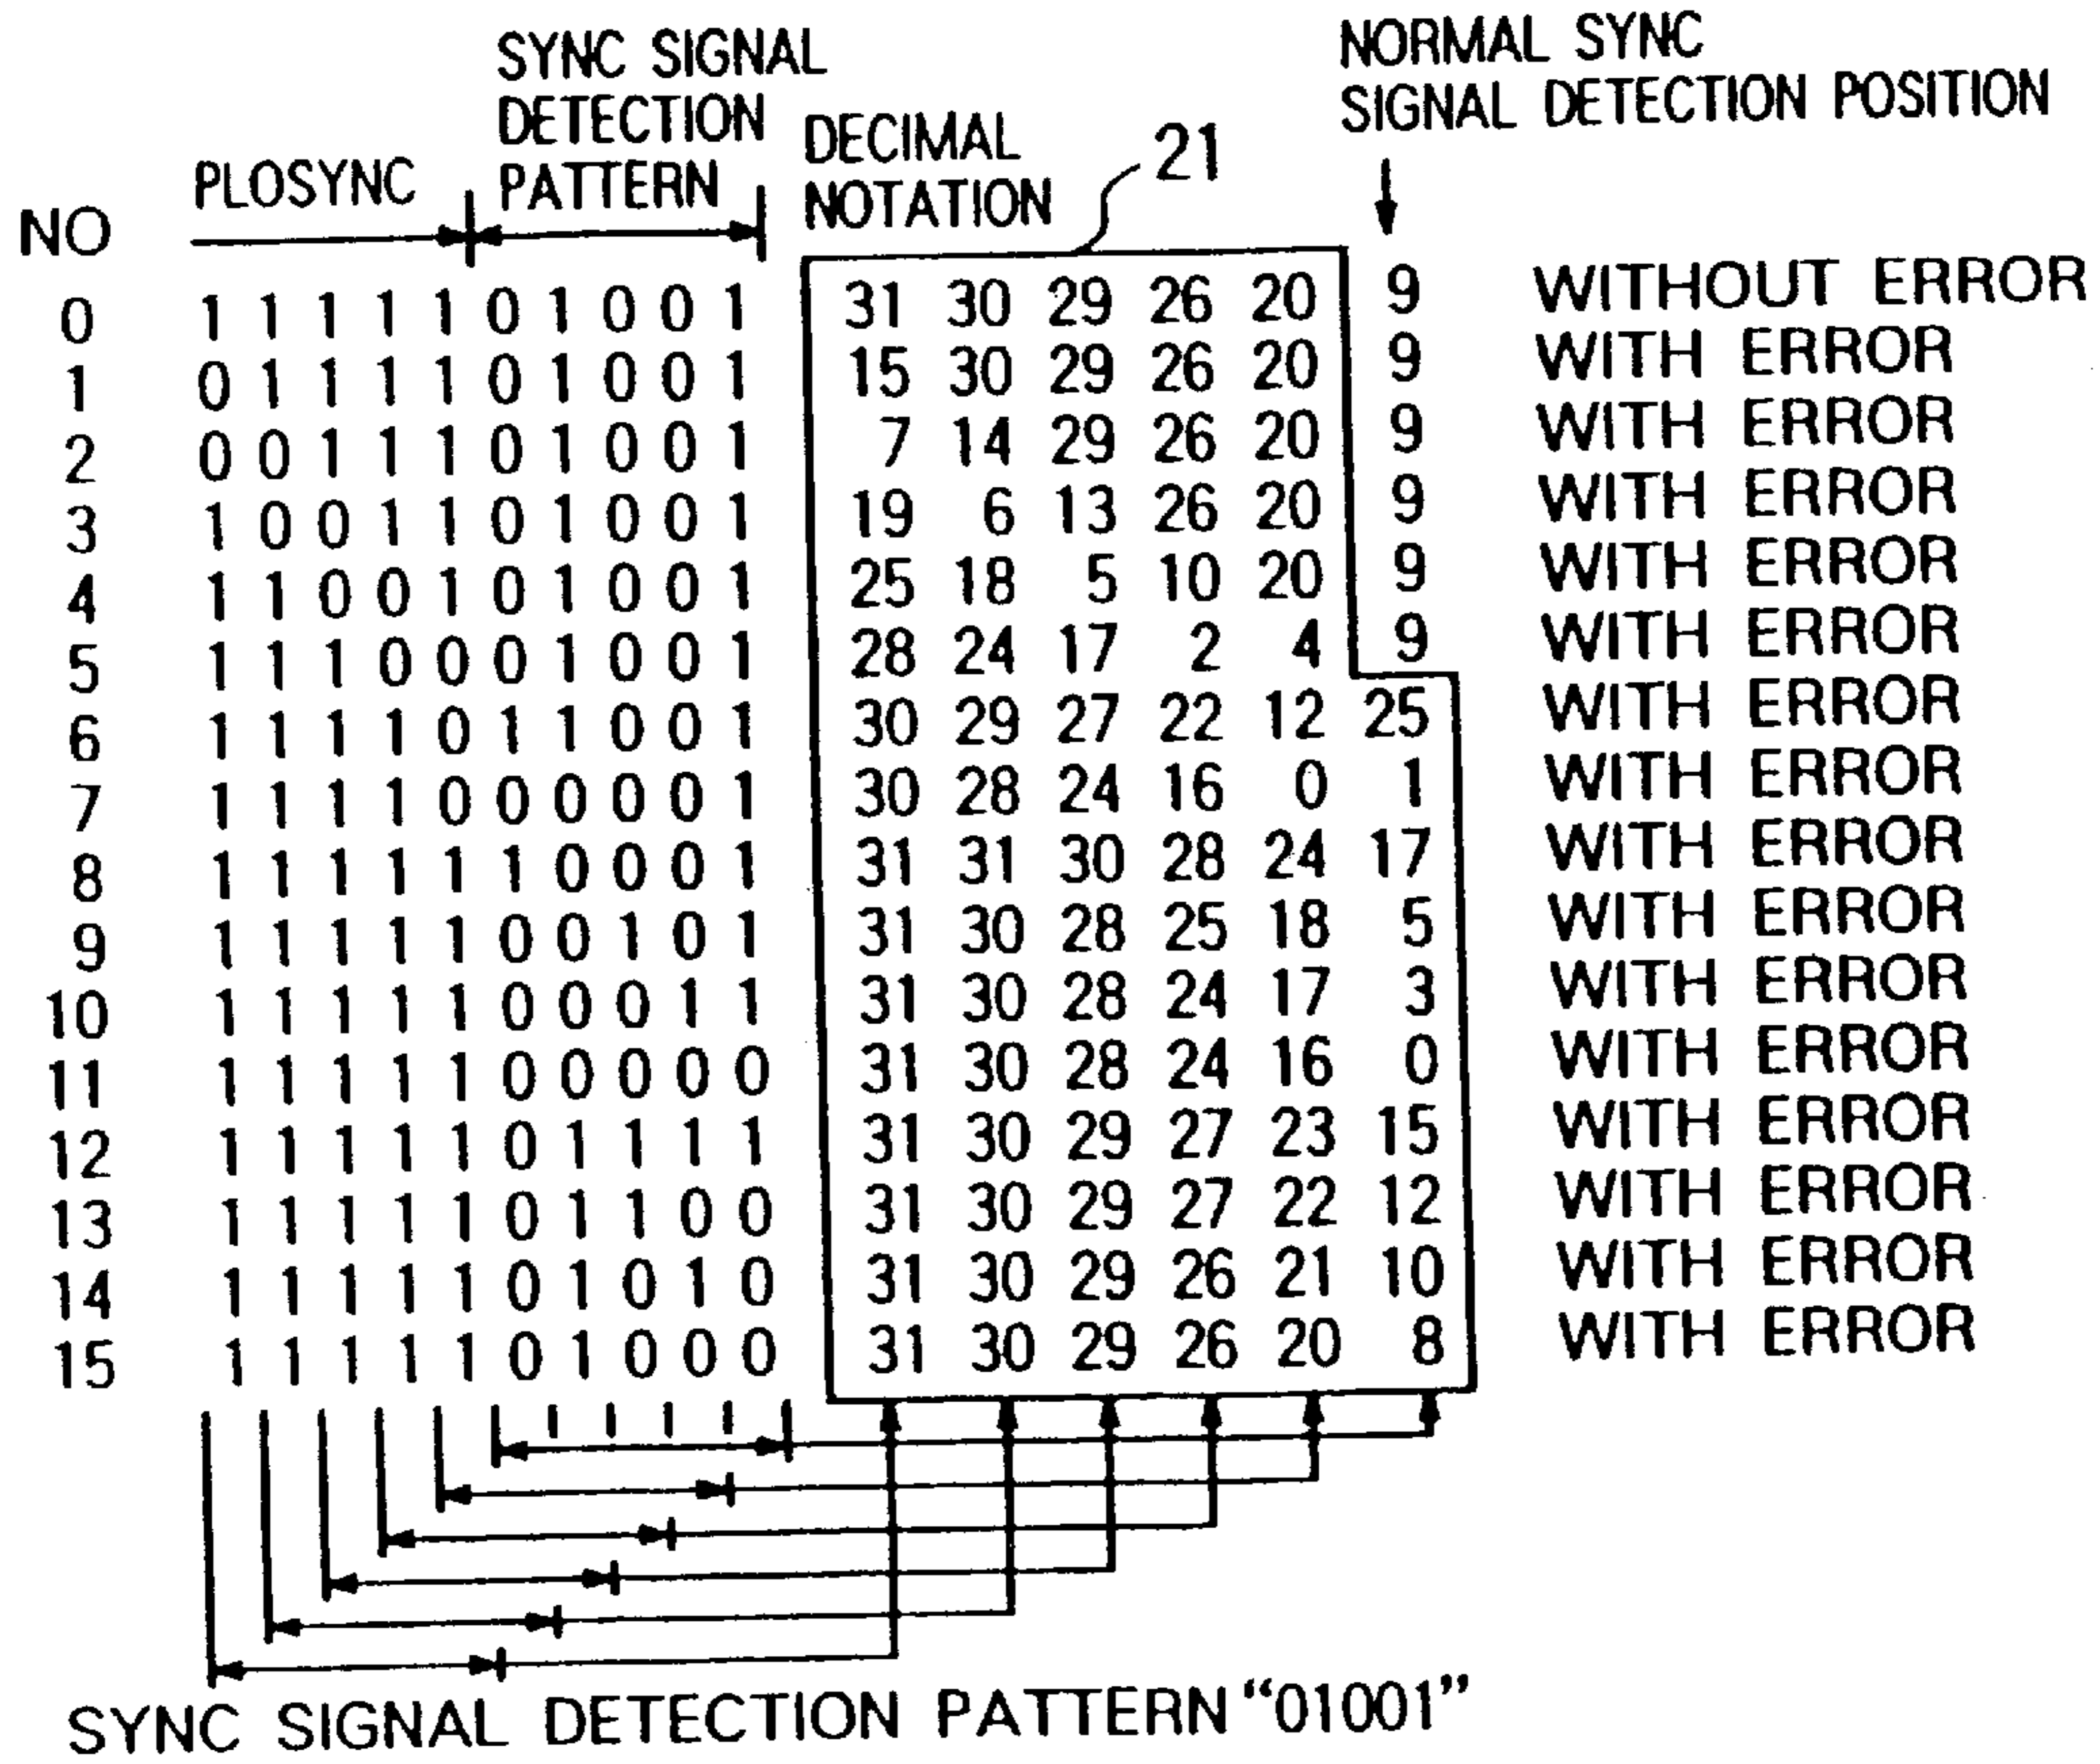 SYNC SIGNAL
DETECTION
PATTERN
NORMAL SYNC
SIGNAL DETECTION POSITION
DECIMAL
NOTATION
21
PLOSYNC
NO
0 1 1 1 1 1 0 1 0 0 1 31 30 29 26 20 9 WITHOUT ERROR
1 0 1 1 1 1 0 1 0 0 1 15 30 29 26 20 9 WITH ERROR
2 0 0 1 1 1 0 1 0 0 1 7 14 29 26 20 9 WITH ERROR
3 1 0 0 1 1 0 1 0 0 1 19 6 13 26 20 9 WITH ERROR
4 1 1 0 0 1 0 1 0 0 1 25 18 5 10 20 9 WITH ERROR
5 1 1 1 0 0 0 1 0 0 1 28 24 17 2 4 9 WITH ERROR
6 1 1 1 1 0 1 1 0 0 1 30 29 27 22 12 25 WITH ERROR
7 1 1 1 1 0 0 0 0 0 1 30 28 24 16 0 1 WITH ERROR
8 1 1 1 1 1 1 0 0 0 1 31 31 30 28 24 17 WITH ERROR
9 1 1 1 1 1 0 0 1 0 1 31 30 28 25 18 5 WITH ERROR
10 1 1 1 1 1 0 0 0 1 1 31 30 28 24 17 3 WITH ERROR
11 1 1 1 1 1 0 0 0 0 0 31 30 28 24 16 0 WITH ERROR
12 1 1 1 1 1 0 1 1 1 1 31 30 29 27 23 15 WITH ERROR
13 1 1 1 1 1 0 1 1 0 0 31 30 29 27 22 12 WITH ERROR
14 1 1 1 1 1 0 1 0 1 0 31 30 29 26 21 10 WITH ERROR
15 1 1 1 1 1 0 1 0 0 0 31 30 29 26 20 8 WITH ERROR
SYNC SIGNAL DETECTION PATTERN “01001”